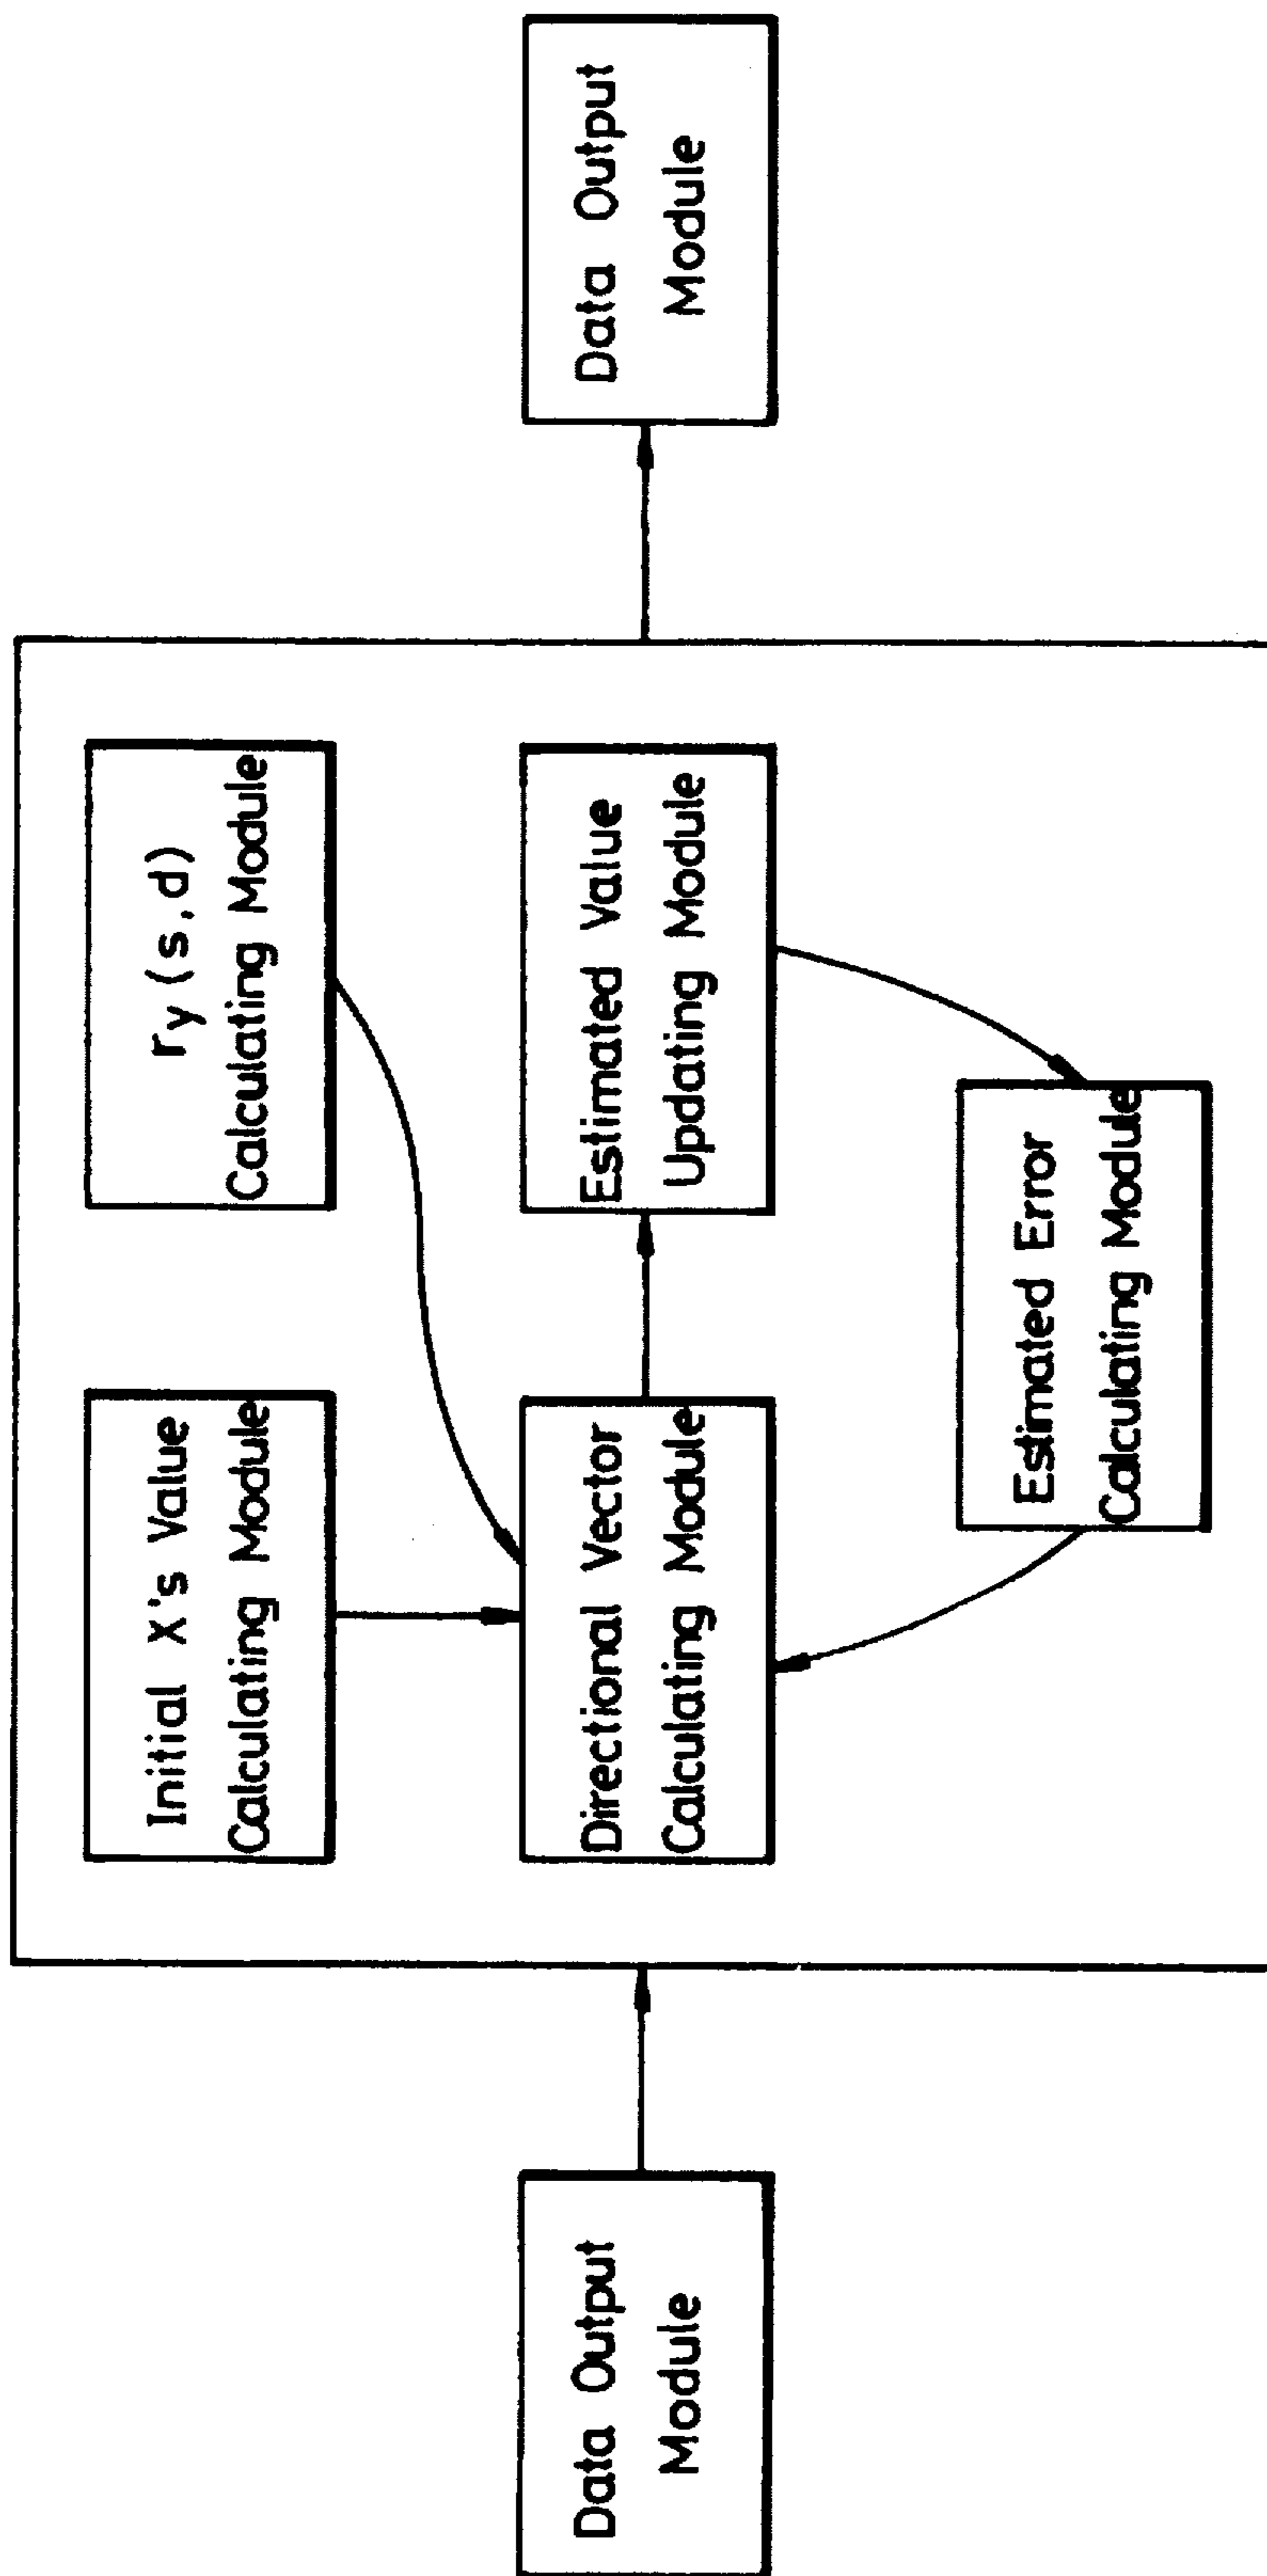 Data Output
Module
Initial X's Value
Calculating Module
ry(s,d)
Calculating Module
Directional Vector
Calculating Module
Estimated Value
Updating Module
Estimated Error
Calculating Module
Data Output
Module